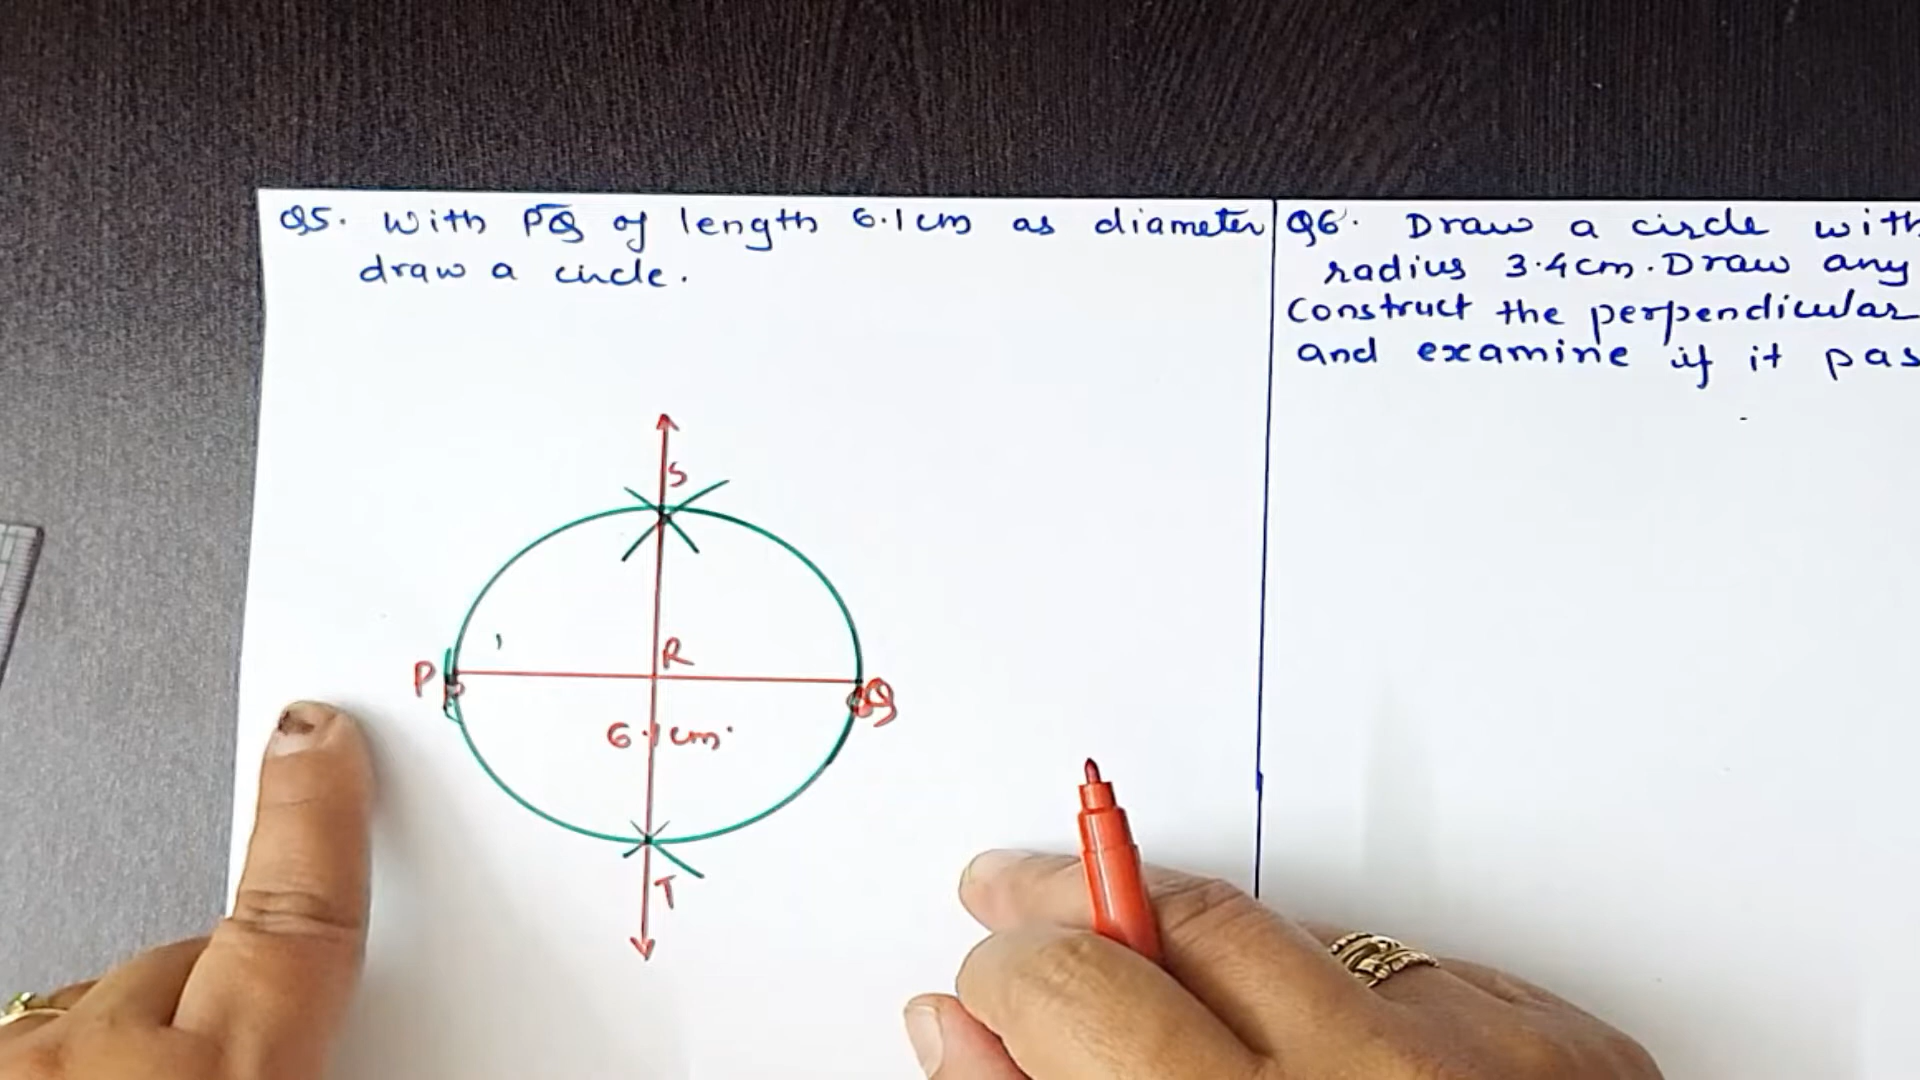 Q5. With PQ of length 6.1cm as diameter
draw a circle.
Q6. Draw a circle with
radius 3.4cm. Draw any
Construct the perpendicular
and examine if it pas
S
R
P
Q
6.1cm.
T